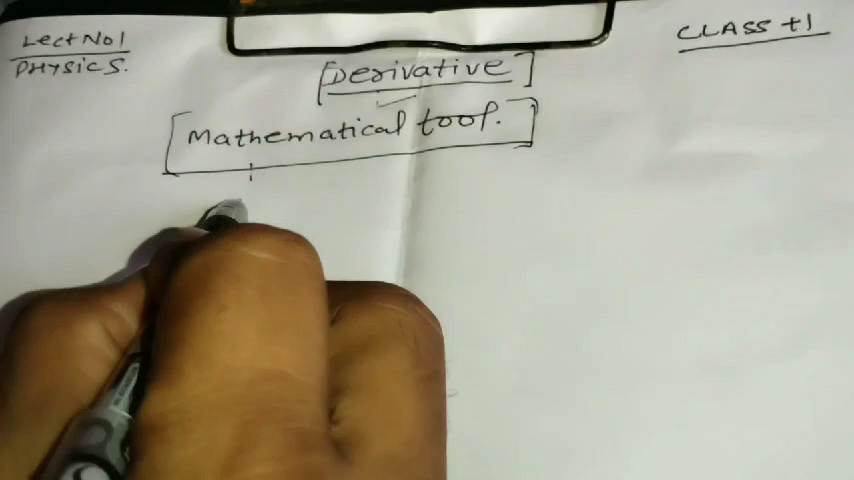 Lect No 1
PHYSICS.
CLASS +1
[Derivative]
[Mathematical tool.]